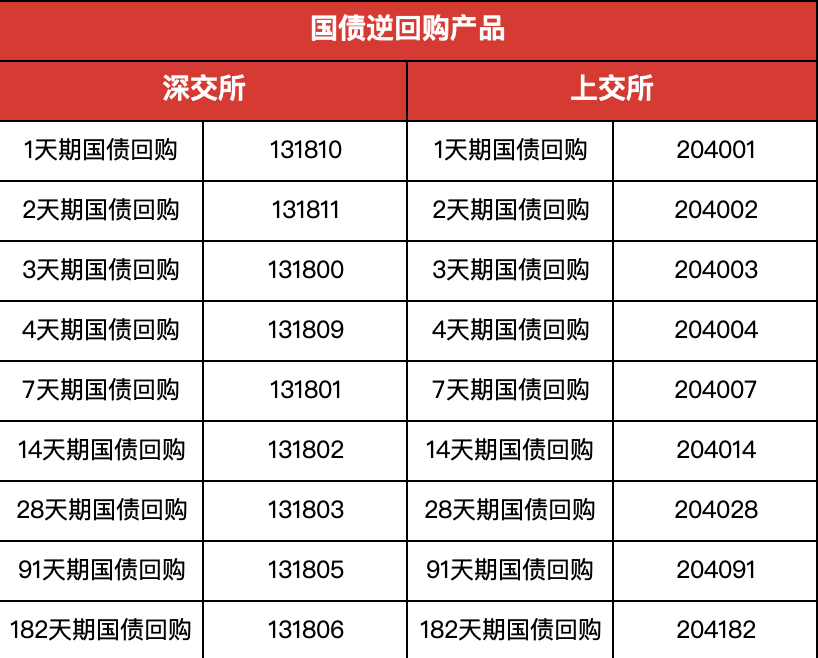 国债逆回购产品
深交所 上交所
1天期国债回购 131810 1天期国债回购 204001
2天期国债回购 131811 2天期国债回购 204002
3天期国债回购 131800 3天期国债回购 204003
4天期国债回购 131809 4天期国债回购 204004
7天期国债回购 131801 7天期国债回购 204007
14天期国债回购 131802 14天期国债回购 204014
28天期国债回购 131803 28天期国债回购 204028
91天期国债回购 131805 91天期国债回购 204091
182天期国债回购 131806 182天期国债回购 204182